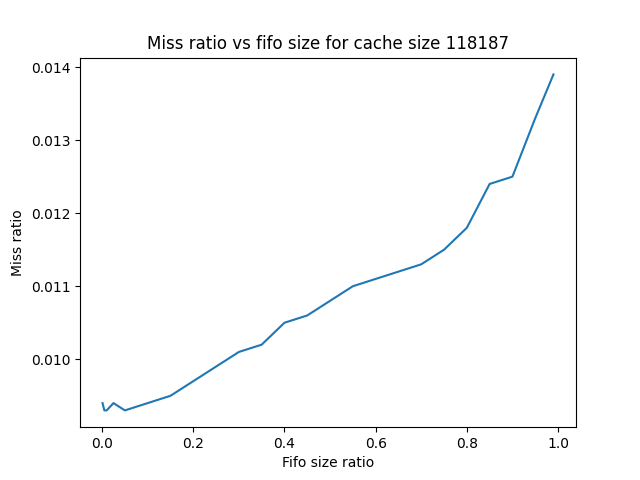 Miss ratio vs fifo size for cache size 118187
0.014
0.013
0.012
0.011
0.010
Miss ratio
0.0 0.2 0.4 0.6 0.8 1.0
Fifo size ratio